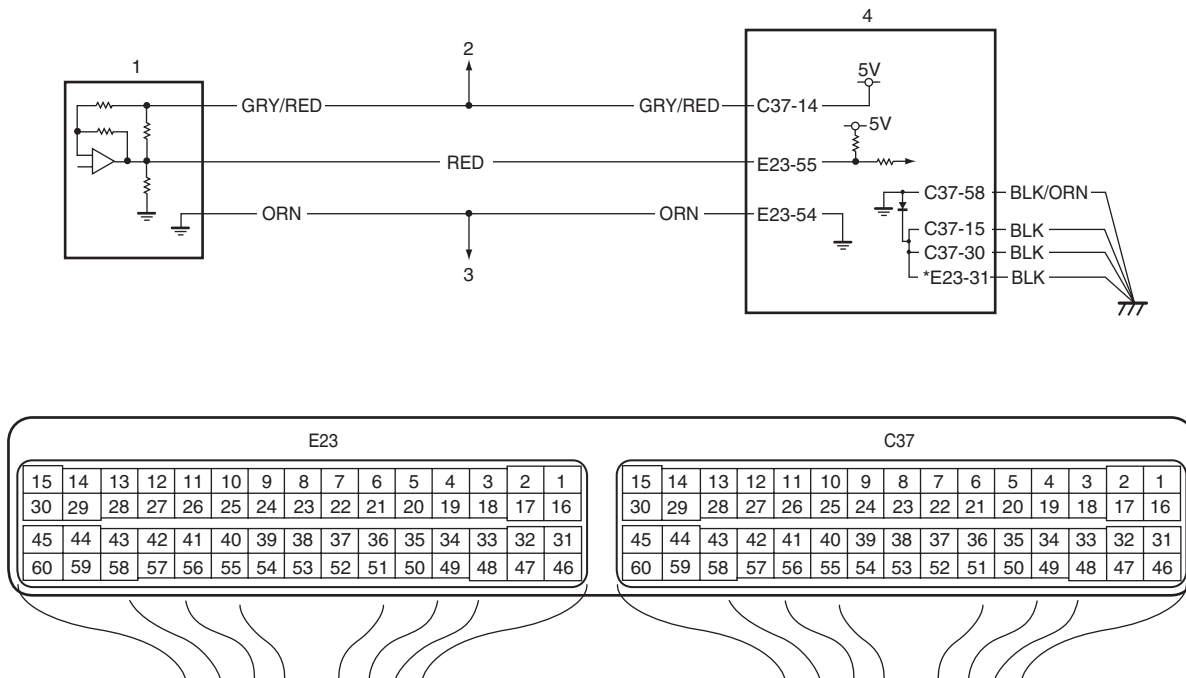 4
2
1
5V
GRY/RED GRY/RED C37-14
5V
RED E23-55
C37-58 BLK/ORN
ORN ORN E23-54
C37-15 BLK
C37-30 BLK
3
*E23-31 BLK
E23 C37
15 14 13 12 11 10 9 8 7 6 5 4 3 2 1 15 14 13 12 11 10 9 8 7 6 5 4 3 2 1
30 29 28 27 26 25 24 23 22 21 20 19 18 17 16 30 29 28 27 26 25 24 23 22 21 20 19 18 17 16
45 44 43 42 41 40 39 38 37 36 35 34 33 32 31 45 44 43 42 41 40 39 38 37 36 35 34 33 32 31
60 59 58 57 56 55 54 53 52 51 50 49 48 47 46 60 59 58 57 56 55 54 53 52 51 50 49 48 47 46